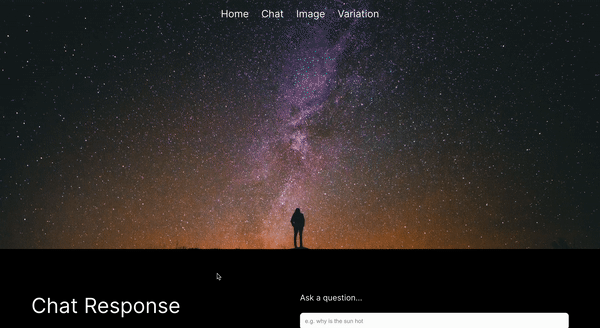 Home Chat Image Variation
Ask a question...
Chat Response
e.g. why is the sun hot